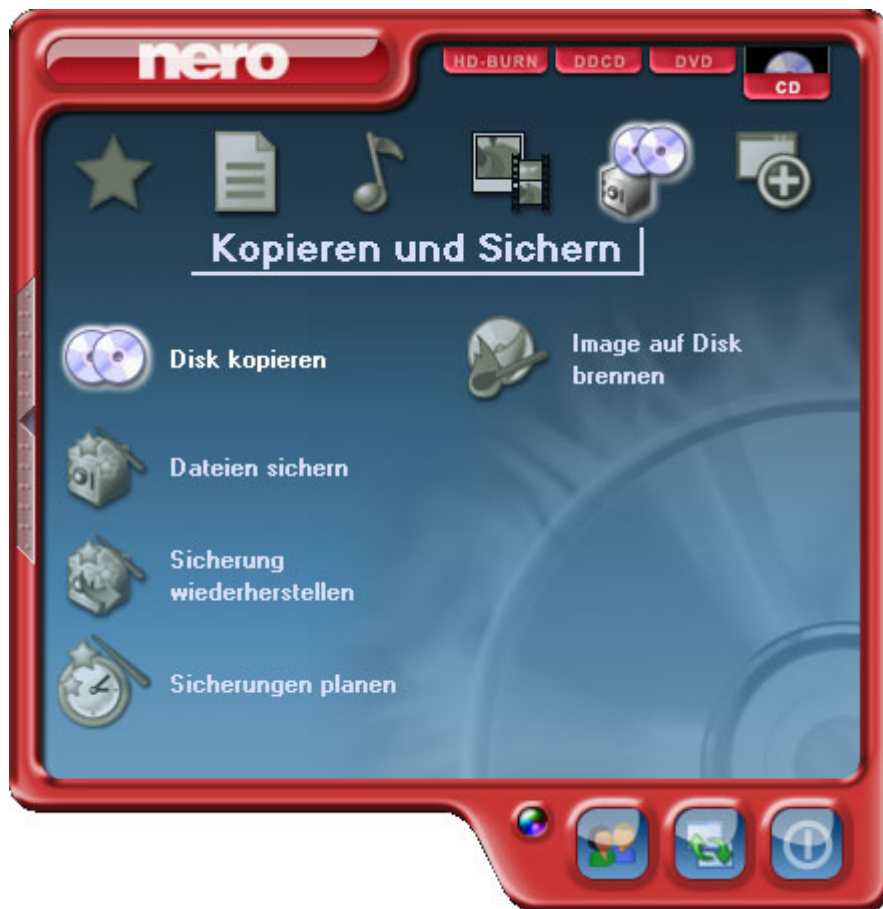 nero
HD-BURN
DDCD
DVD
CD
Kopieren und Sichern
Disk kopieren
Image auf Disk
brennen
Dateien sichern
Sicherung
wiederherstellen
Sicherungen planen